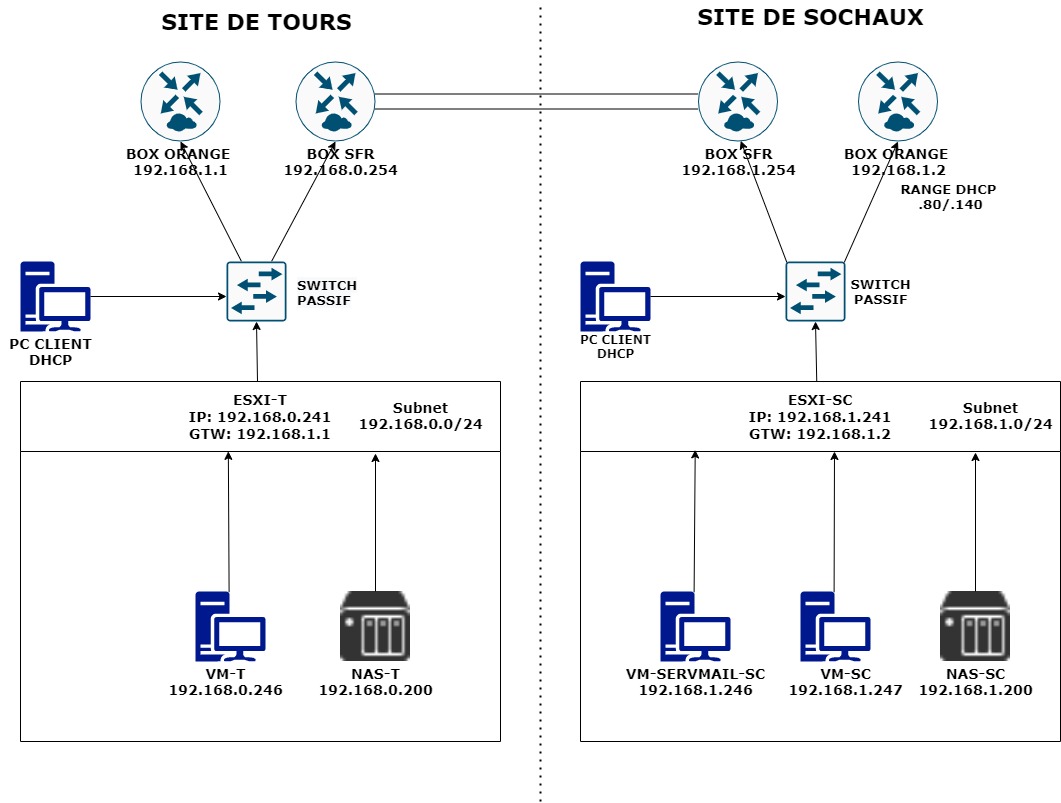 SITE DE TOURS
SITE DE SOCHAUX
BOX ORANGE
192.168.1.1
BOX SFR
192.168.0.254
BOX SFR
192.168.1.254
BOX ORANGE
192.168.1.2
RANGE DHCP
.80/.140
PC CLIENT
DHCP
SWITCH
PASSIF
PC CLIENT
DHCP
SWITCH
PASSIF
ESXI-T
IP: 192.168.0.241
GTW: 192.168.1.1
Subnet
192.168.0.0/24
ESXI-SC
IP: 192.168.1.241
GTW: 192.168.1.2
Subnet
192.168.1.0/24
VM-T
192.168.0.246
NAS-T
192.168.0.200
VM-SERVMAIL-SC
192.168.1.246
VM-SC
192.168.1.247
NAS-SC
192.168.1.200